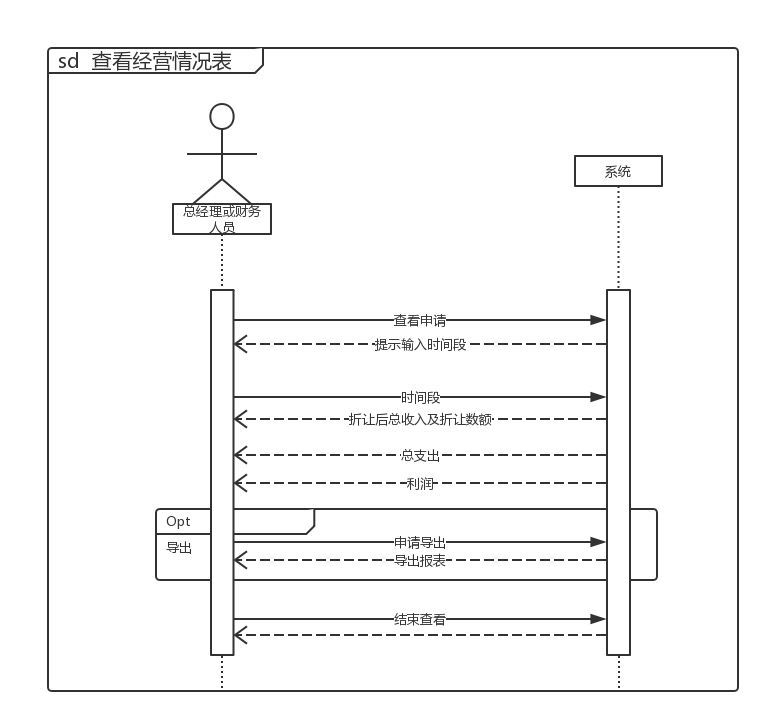 sd 查看经营情况表
系统
总经理或财务
人员
查看申请
提示输入时间段
时间段
折让后总收入及折让数额
总支出
利润
Opt
申请导出
导出
导出报表
结束查看